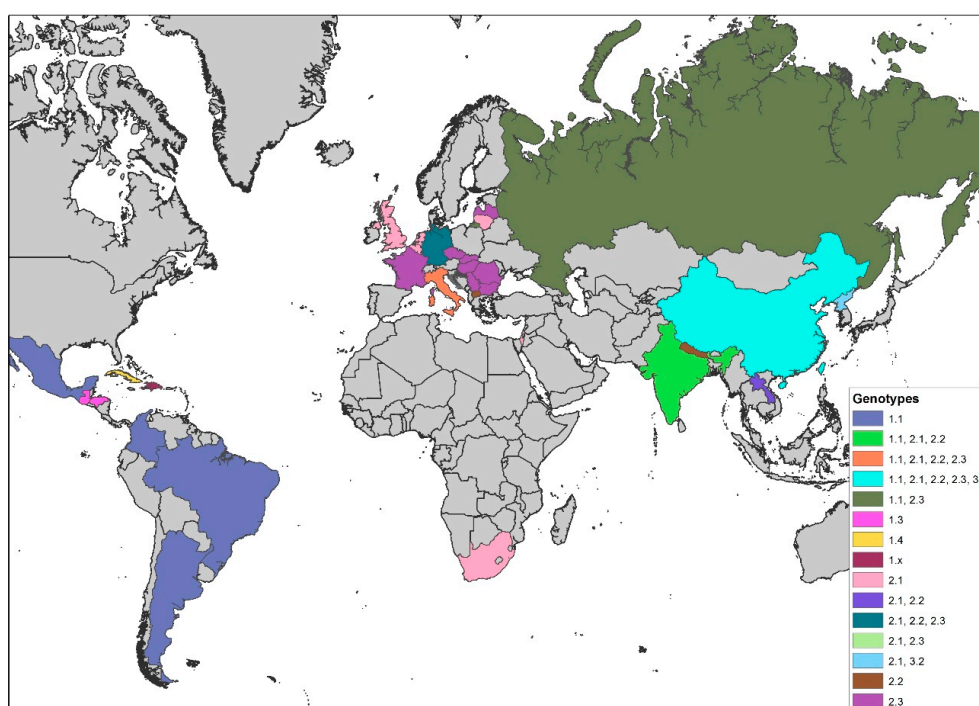 Genotypes
1.1
1.1, 2.1, 2.2
1.1, 2.1, 2.2, 2.3
1.1, 2.1, 2.2, 2.3, 3
1.1, 2.3
1.3
1.4
1.x
2.1
2.1, 2.2
2.1, 2.2, 2.3
2.1, 2.3
2.1, 3.2
2.2
2.3